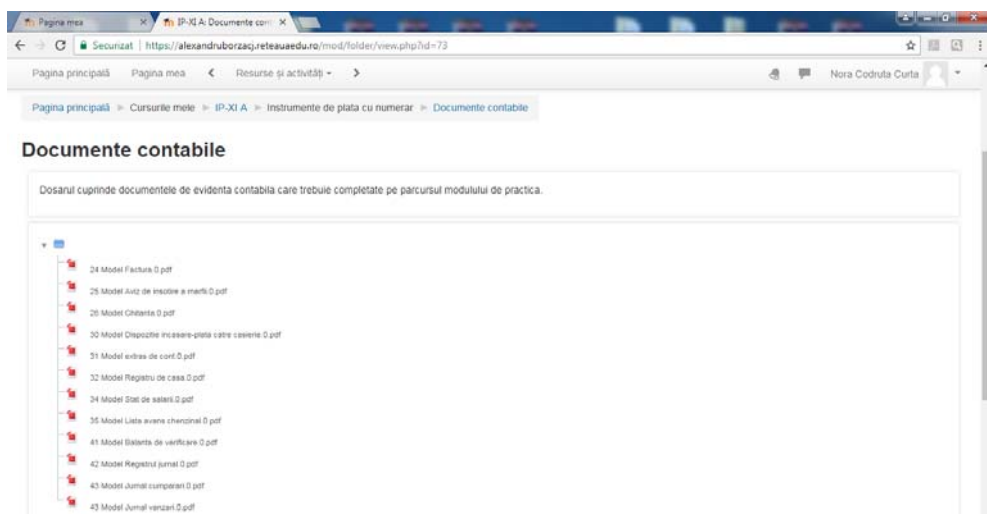 Pagina mea
IP-XI A: Documente cont
Securizat | https://alexandruborzacj.reteauaedu.ro/mod/folder/view.php?id=73
Pagina principală Pagina mea Resurse și activități Nora Codruta Curta
Pagina principală Cursurile mele IP-XI A Instrumente de plata cu numerar Documente contabile
Documente contabile
Dosarul cuprinde documentele de evidenta contabila care trebuie completate pe parcursul modulului de practica.
24 Model Factura 0.pdf
25 Model Aviz de insotire a marfii 0.pdf
26 Model Chitanta 0.pdf
30 Model Dispozitie incasare-plata catre casierie 0.pdf
31 Model extras de cont 0.pdf
32 Model Registru de casa 0.pdf
34 Model Stat de salarii 0.pdf
35 Model Lista avans chenzinal 0.pdf
41 Model Balanta de verificare 0.pdf
42 Model Registrul jurnal 0.pdf
43 Model Jurnal cumparari 0.pdf
43 Model Jurnal vanzari 0.pdf